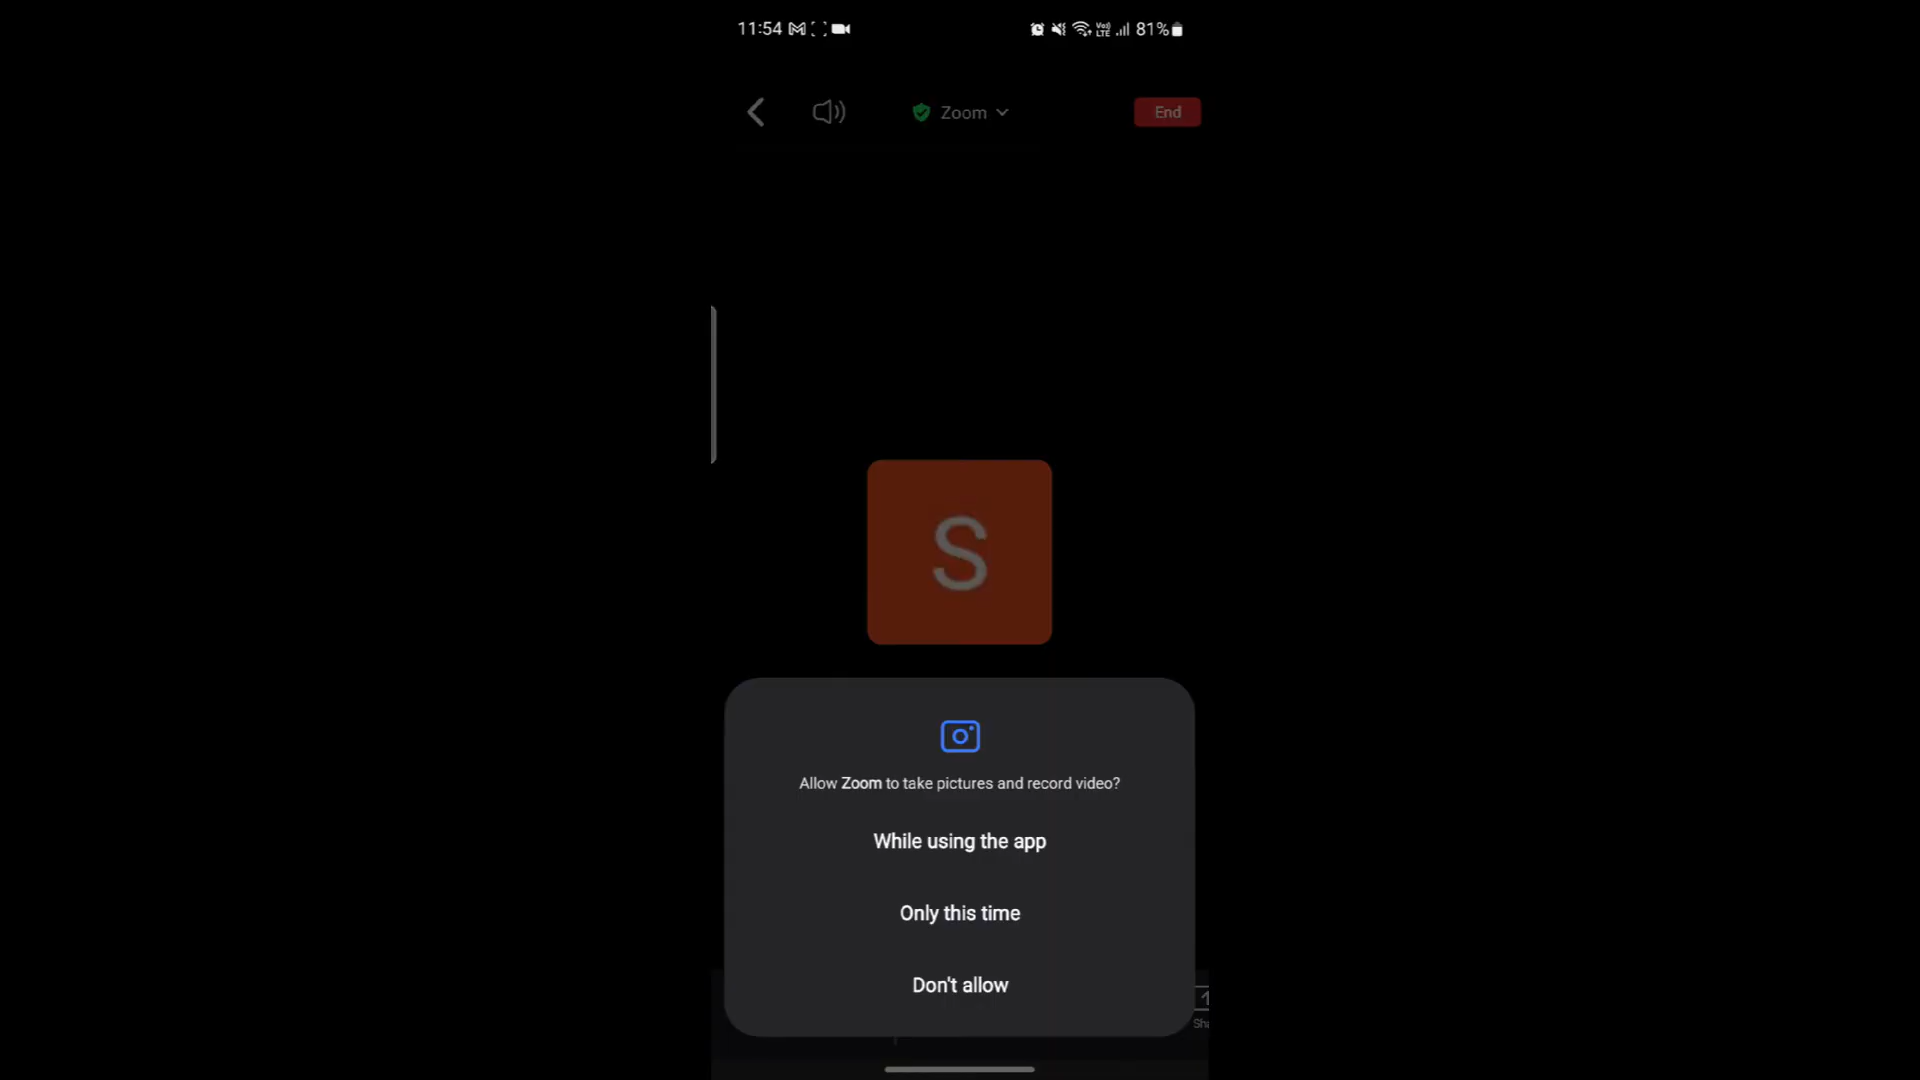 11:54 81%
Zoom End
S
Allow Zoom to take pictures and record video?
While using the app
Only this time
Don't allow